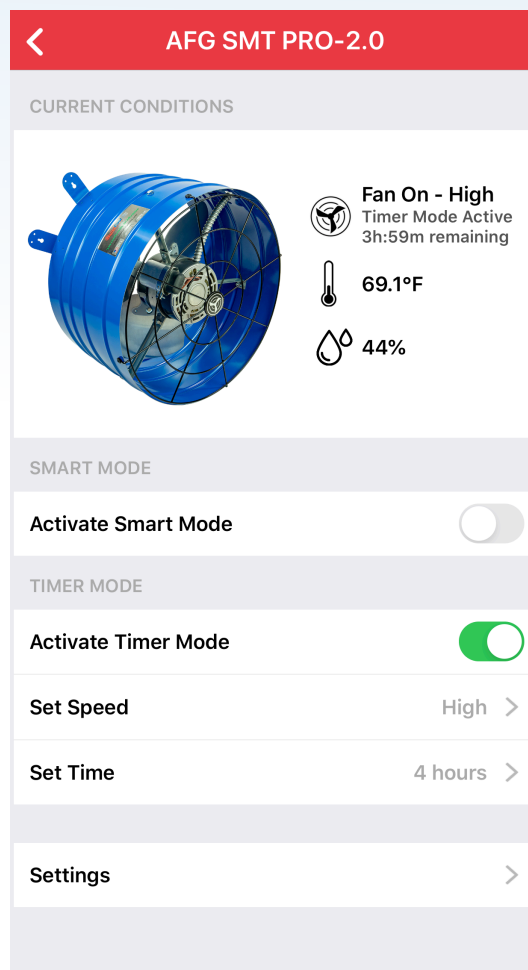 AFG SMT PRO-2.0
CURRENT CONDITIONS
Fan On - High
Timer Mode Active
3h:59m remaining
69.1°F
44%
SMART MODE
Activate Smart Mode
TIMER MODE
Activate Timer Mode
Set Speed High
Set Time 4 hours
Settings